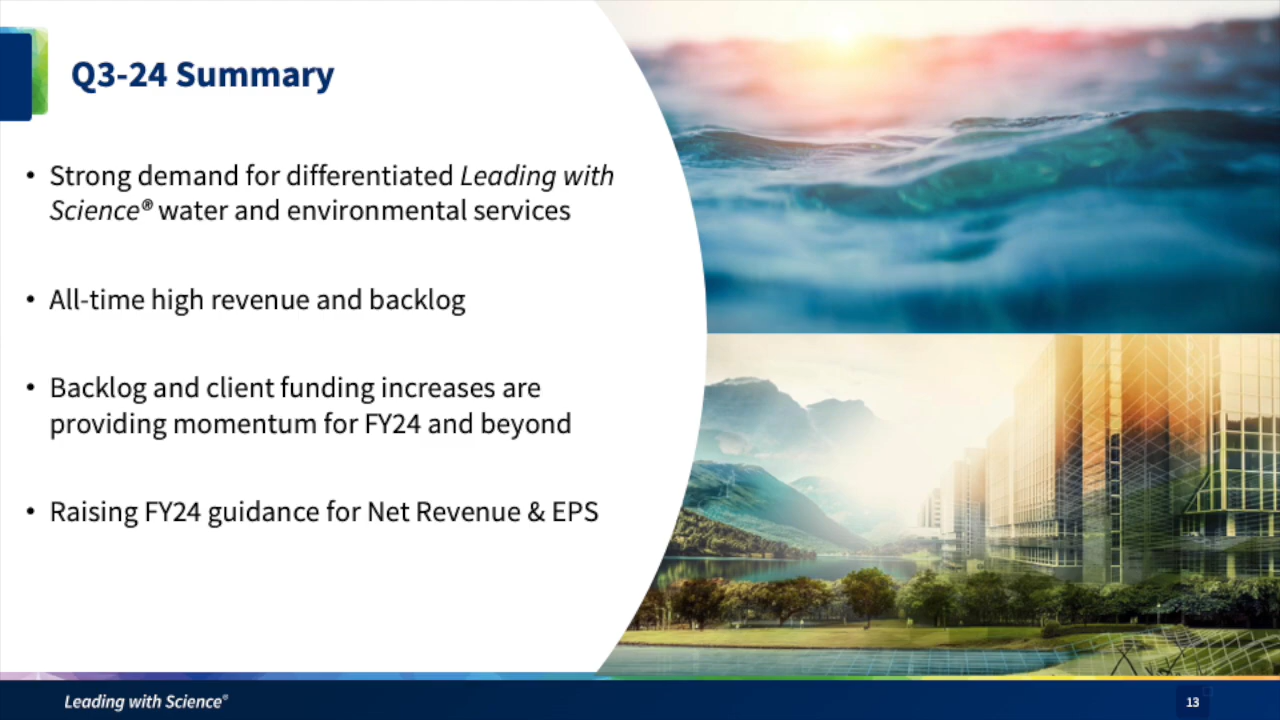 Q3-24 Summary
• Strong demand for differentiated Leading with
Science® water and environmental services
• All-time high revenue and backlog
• Backlog and client funding increases are
providing momentum for FY24 and beyond
• Raising FY24 guidance for Net Revenue & EPS
Leading with Science®
13